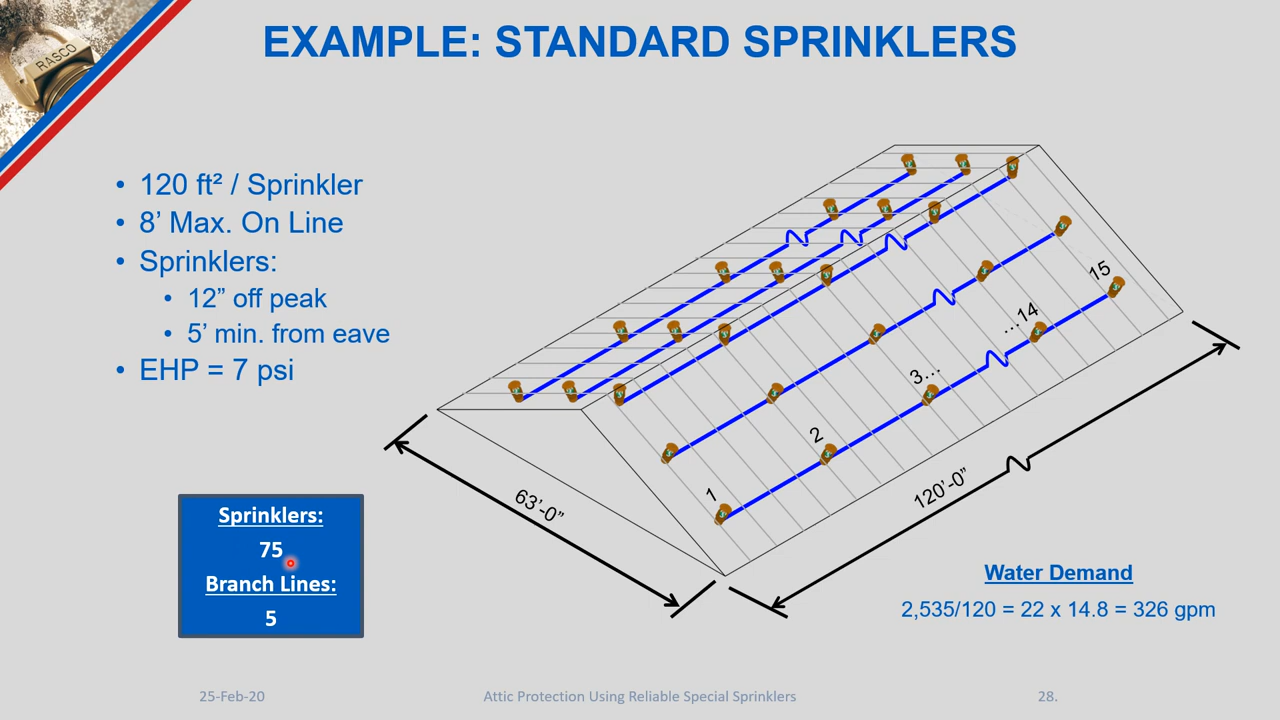 RASCO
EXAMPLE: STANDARD SPRINKLERS
• 120 ft² / Sprinkler
• 8’ Max. On Line
• Sprinklers:
• 12” off peak
• 5’ min. from eave
• EHP = 7 psi
1
2
3…
…14
15
63’-0”
120’-0”
Sprinklers:
75
Branch Lines:
5
Water Demand
2,535/120 = 22 x 14.8 = 326 gpm
25-Feb-20
Attic Protection Using Reliable Special Sprinklers
28.